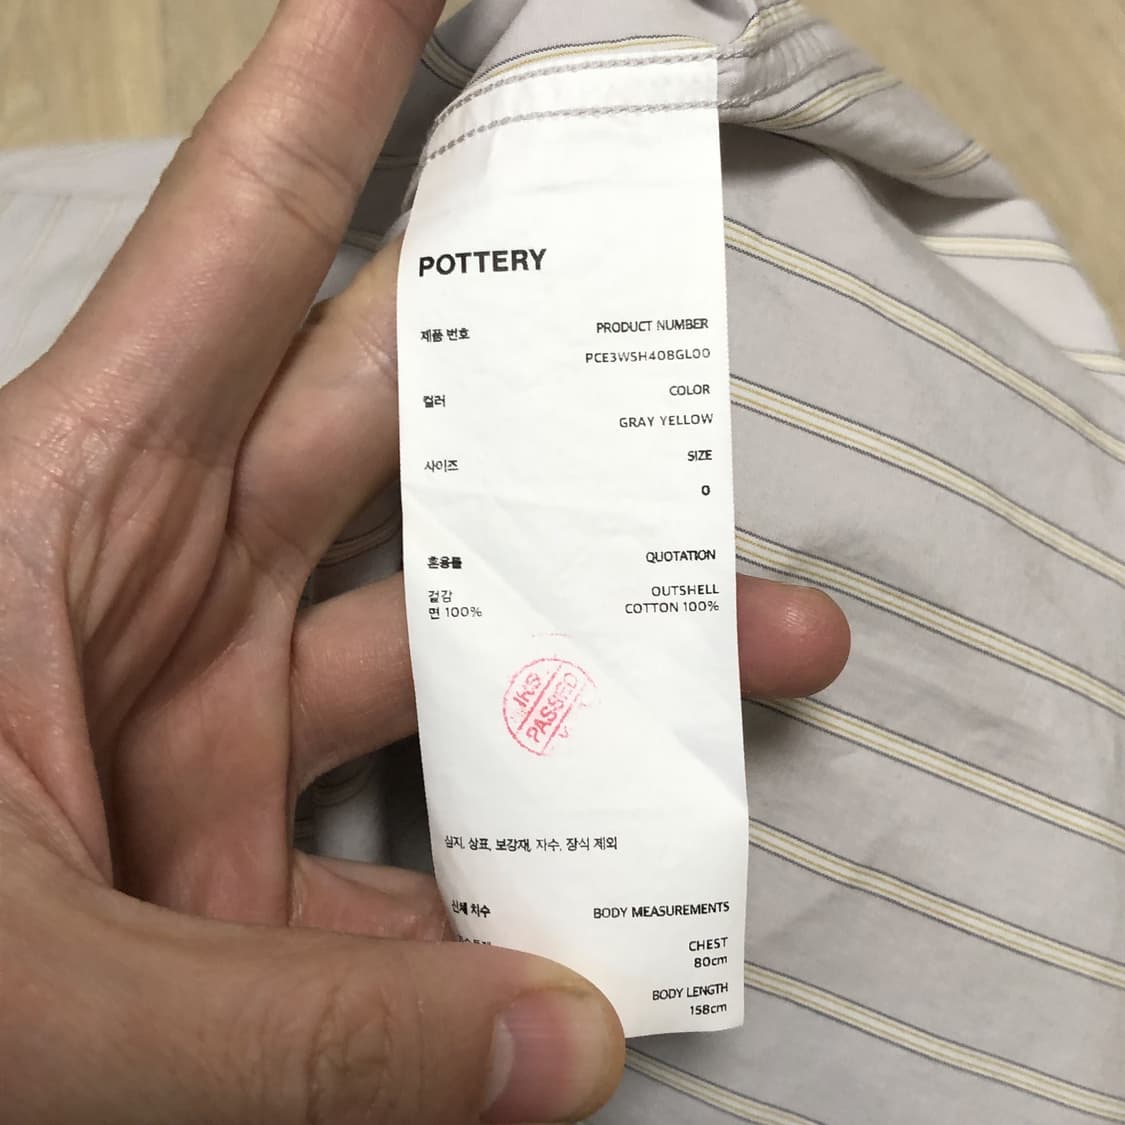 POTTERY
제품 번호 PRODUCT NUMBER
PCE3WSH408GL00
컬러 COLOR
GRAY YELLOW
사이즈 SIZE
0
혼용률 QUOTATION
겉감 OUTSHELL
면 100% COTTON 100%
PASSED
심지, 상표, 보강재, 자수, 장식 제외
신체 치수 BODY MEASUREMENTS
CHEST
80cm
BODY LENGTH
158cm